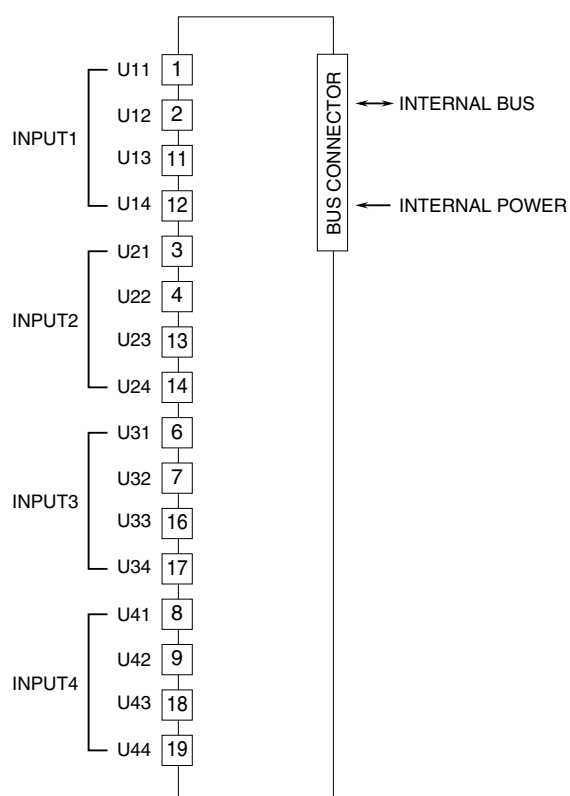 INPUT1
U11 1
U12 2
U13 11
U14 12
INPUT2
U21 3
U22 4
U23 13
U24 14
INPUT3
U31 6
U32 7
U33 16
U34 17
INPUT4
U41 8
U42 9
U43 18
U44 19
BUS CONNECTOR
INTERNAL BUS
INTERNAL POWER